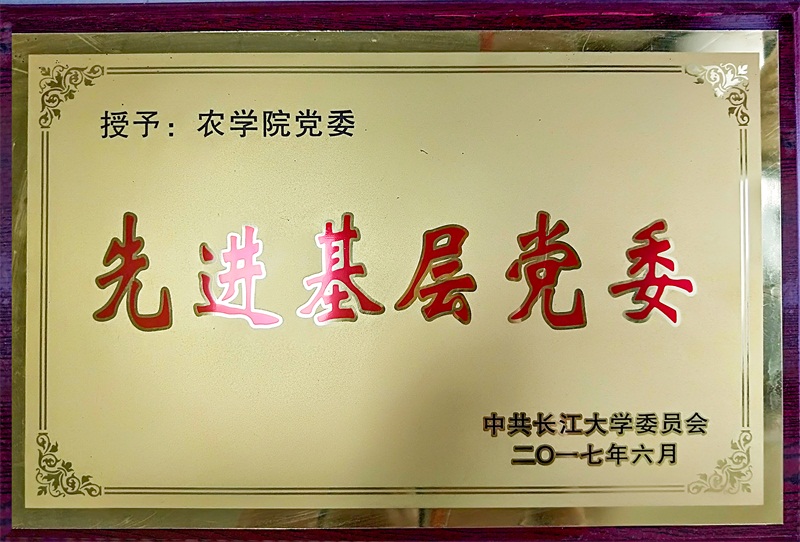 授予：农学院党委
先进基层党委
中共长江大学委员会
二〇一七年六月